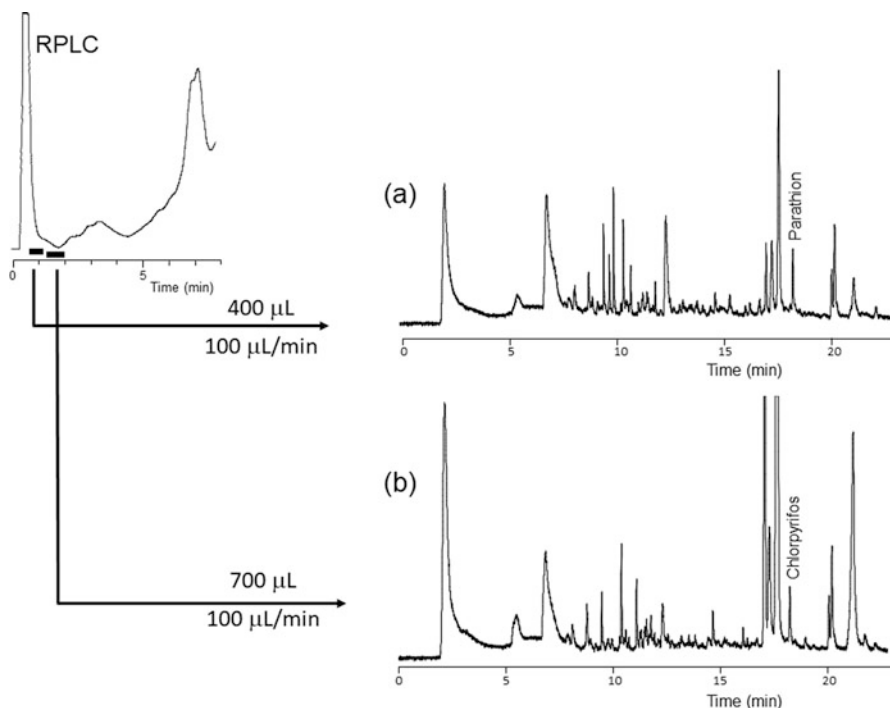 RPLC
0
5
Time (min)
400 μL
100 μL/min
700 μL
100 μL/min
(a)
Parathion
0
5
10
15
20
Time (min)
(b)
Chlorpyrifos
0
5
10
15
20
Time (min)